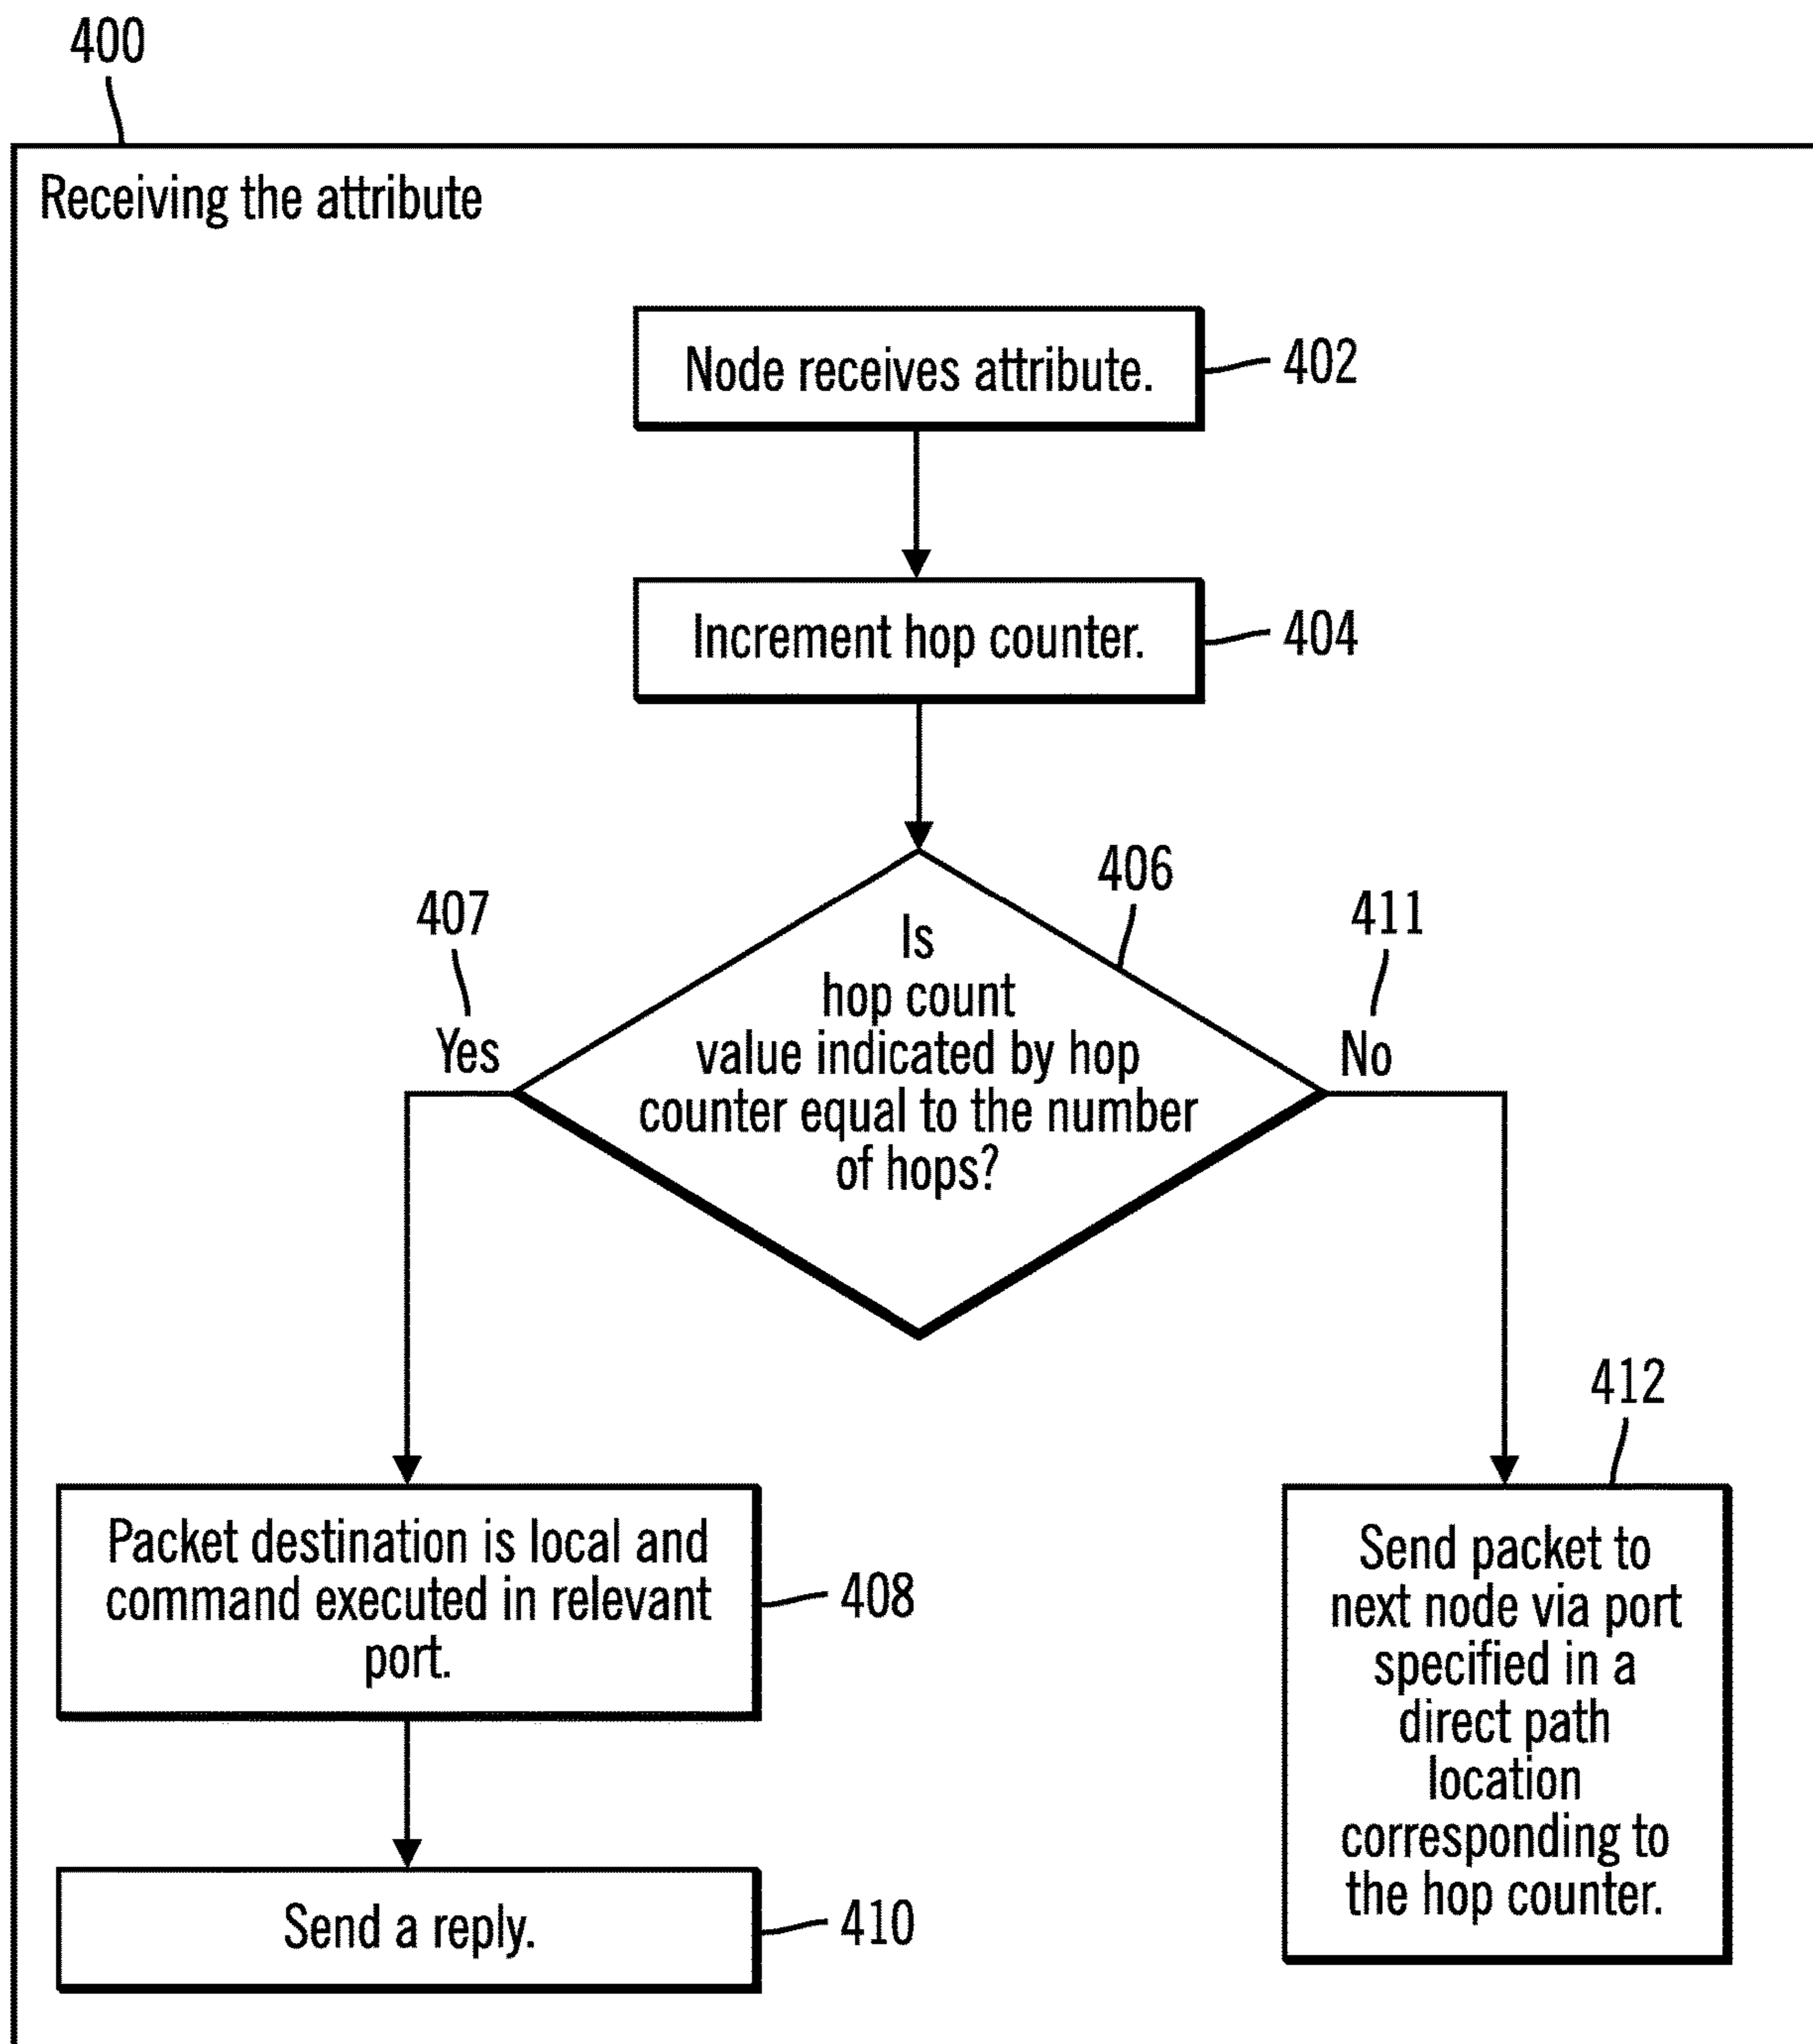 400
Receiving the attribute
Node receives attribute.
402
Increment hop counter.
404
406
407
411
Is
hop count
value indicated by hop
counter equal to the number
of hops?
Yes
No
412
Packet destination is local and
command executed in relevant
port.
408
Send packet to
next node via port
specified in a
direct path
location
corresponding to
the hop counter.
Send a reply.
410